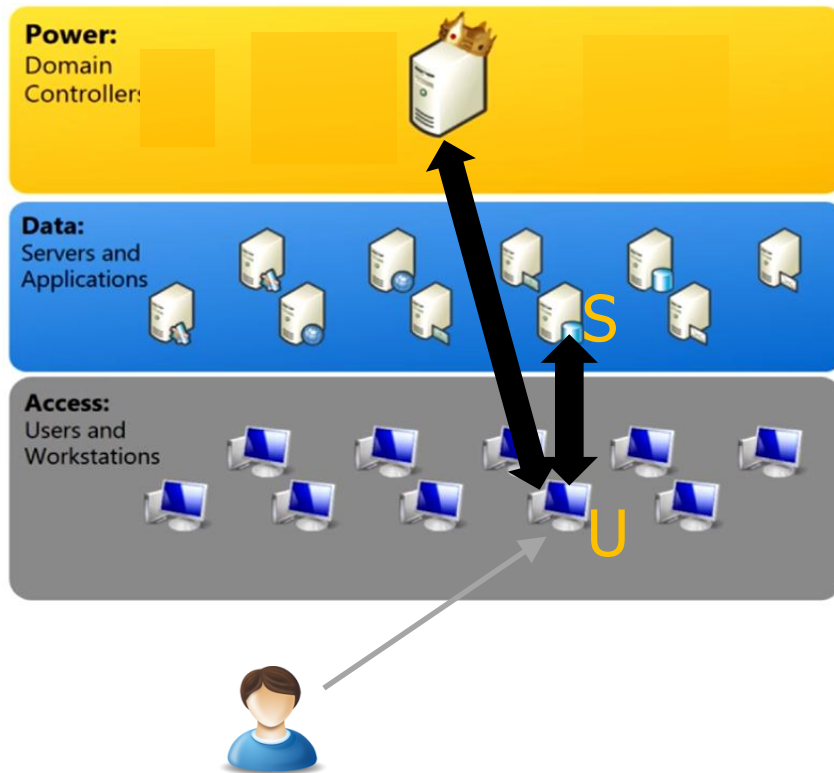 Power:
Domain
Controllers
Data:
Servers and
Applications
S
Access:
Users and
Workstations
U